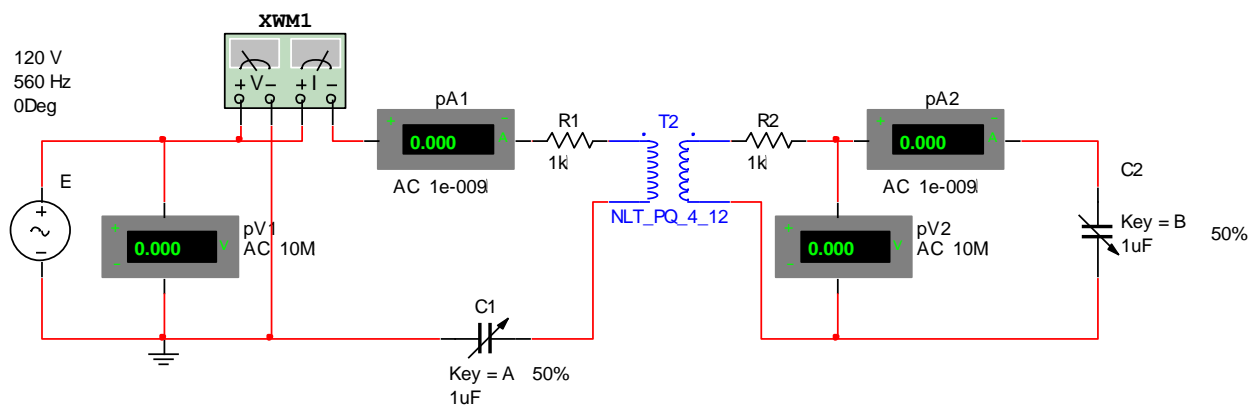 XWM1
120 V
560 Hz
0Deg
+ V − + I −
pA1
+ 0.000 − A
AC 1e-009
R1
1k
T2
NLT_PQ_4_12
R2
1k
pA2
+ 0.000 − A
AC 1e-009
E
+
−
+ 0.000 V
−
pV1
AC 10M
+ 0.000 V
−
pV2
AC 10M
C2
Key = B 50%
1uF
C1
Key = A 50%
1uF